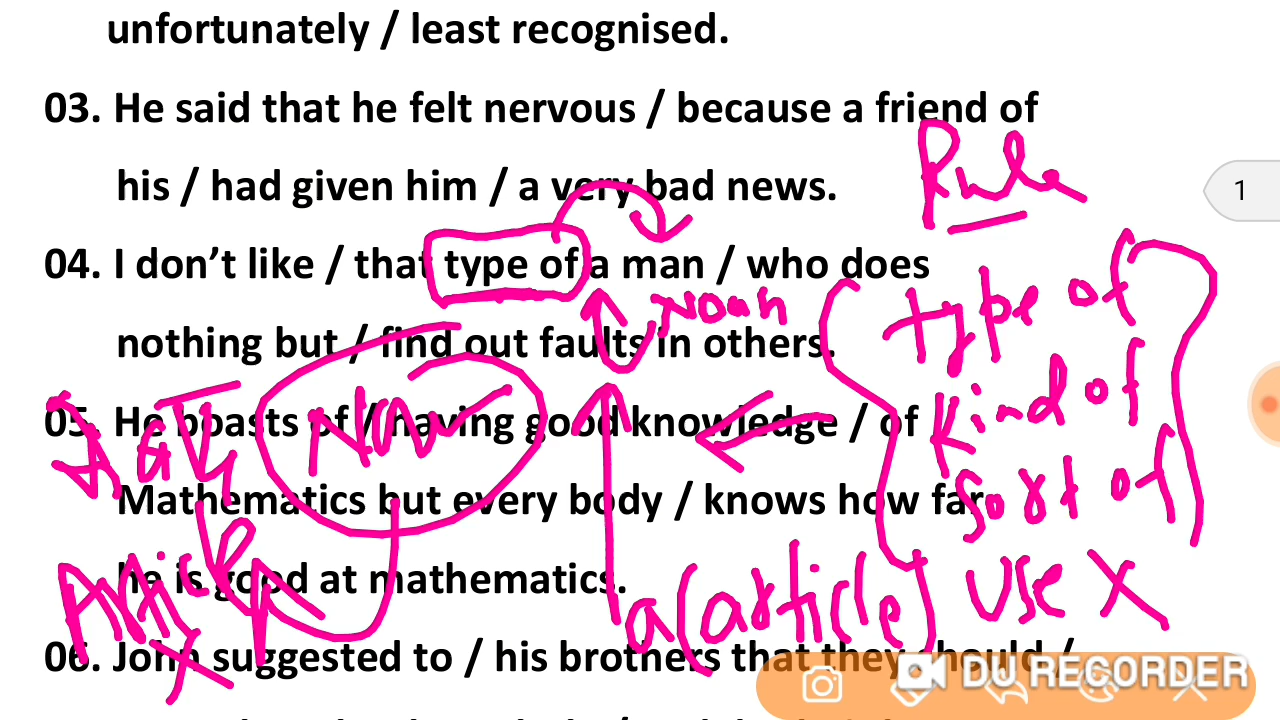 unfortunately / least recognised.
03. He said that he felt nervous / because a friend of
his / had given him / a very bad news.
Rule
1
04. I don’t like / that type of a man / who does
Noun
type of
nothing but / find out faults in others.
kind of
05. He boasts of / having good knowledge / of
Noun
sort of
Mathematics but every body / knows how far
he is good at mathematics.
Article X
a (article) use X
06. John suggested to / his brothers that they should /
DU RECORDER